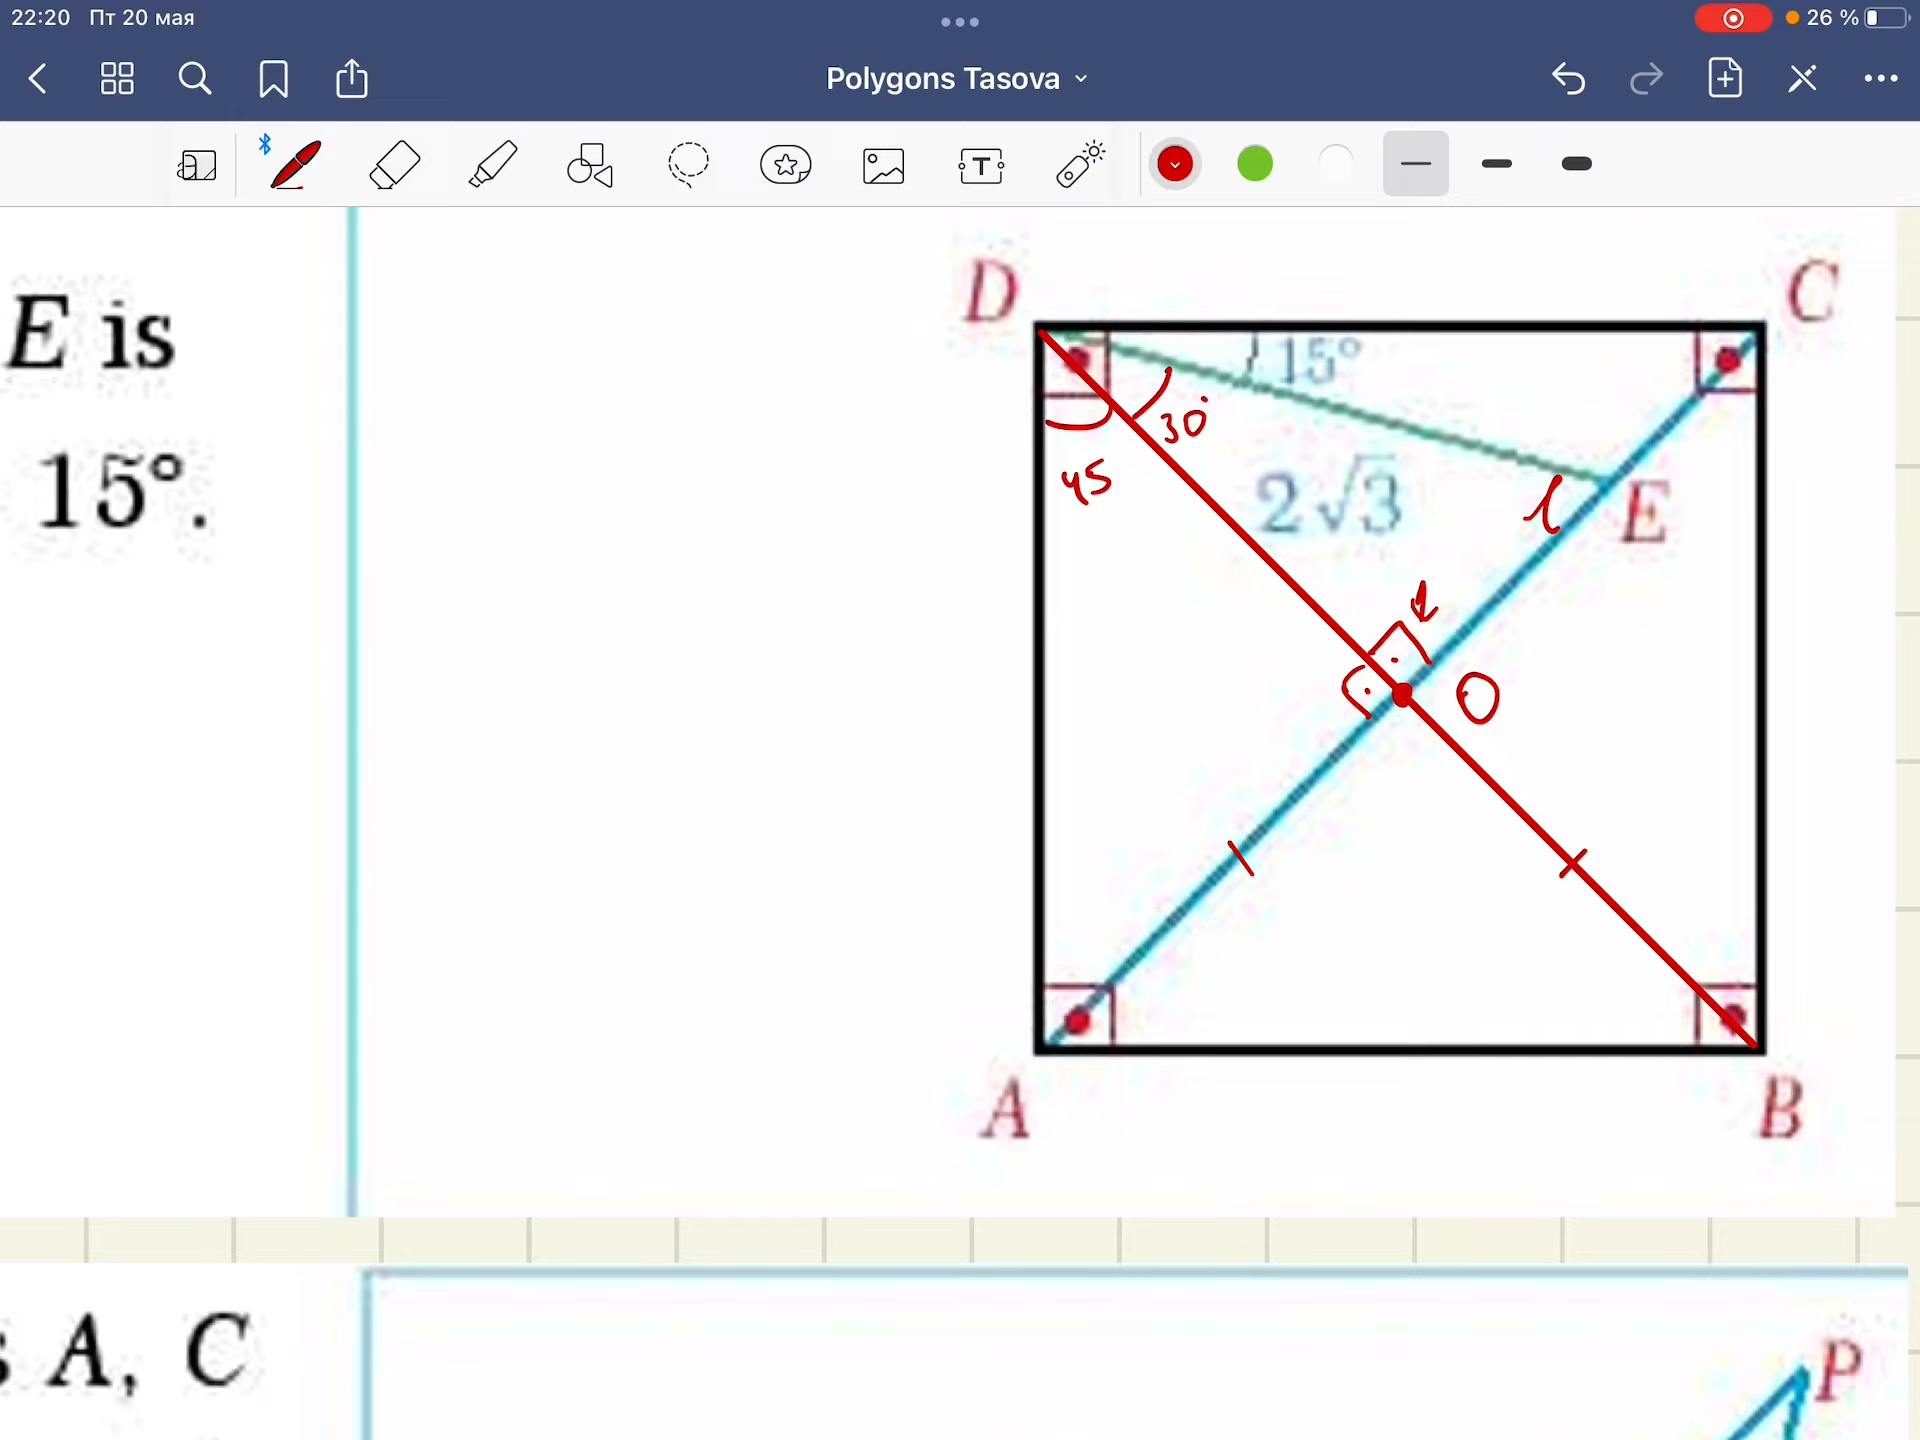 22:20 Пт 20 мая
26 %
Polygons Tasova
E is
15°.
D
C
15°
30°
45
2√3
E
O
A
B
A, C
P